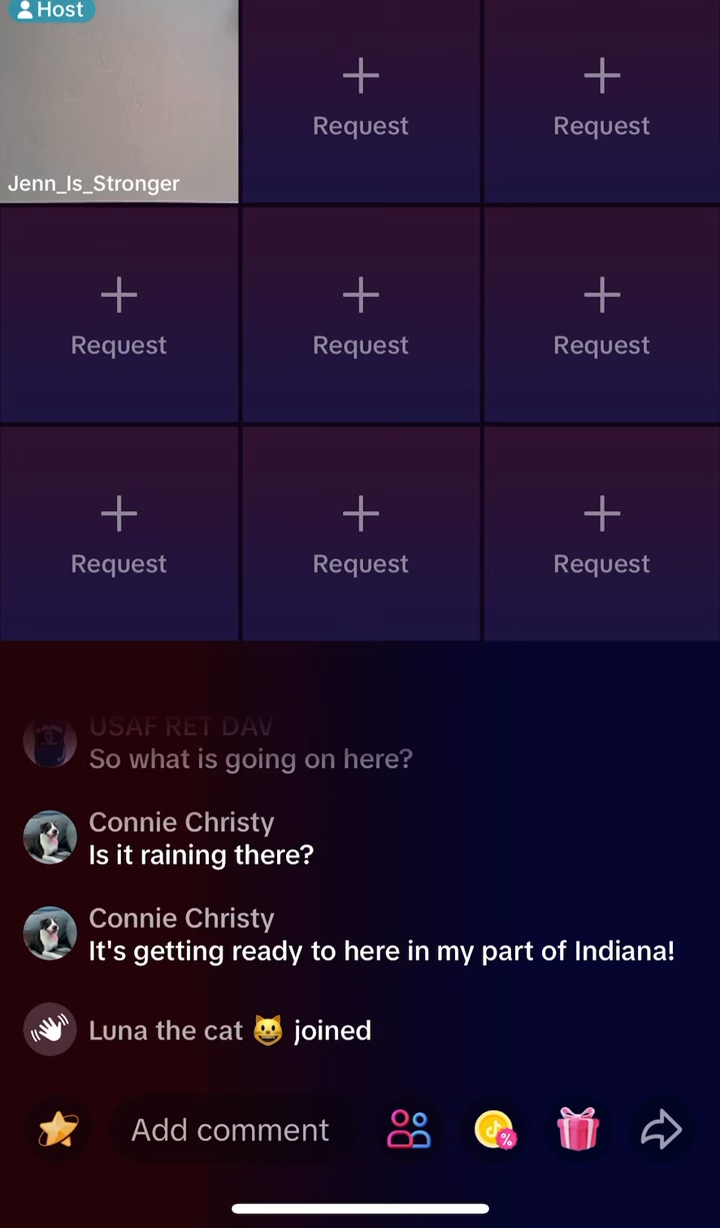 Host
Request
Request
Jenn_Is_Stronger
Request
Request
Request
Request
Request
Request
USAF RET DAV
So what is going on here?
Connie Christy
Is it raining there?
Connie Christy
It's getting ready to here in my part of Indiana!
Luna the cat 😺 joined
Add comment